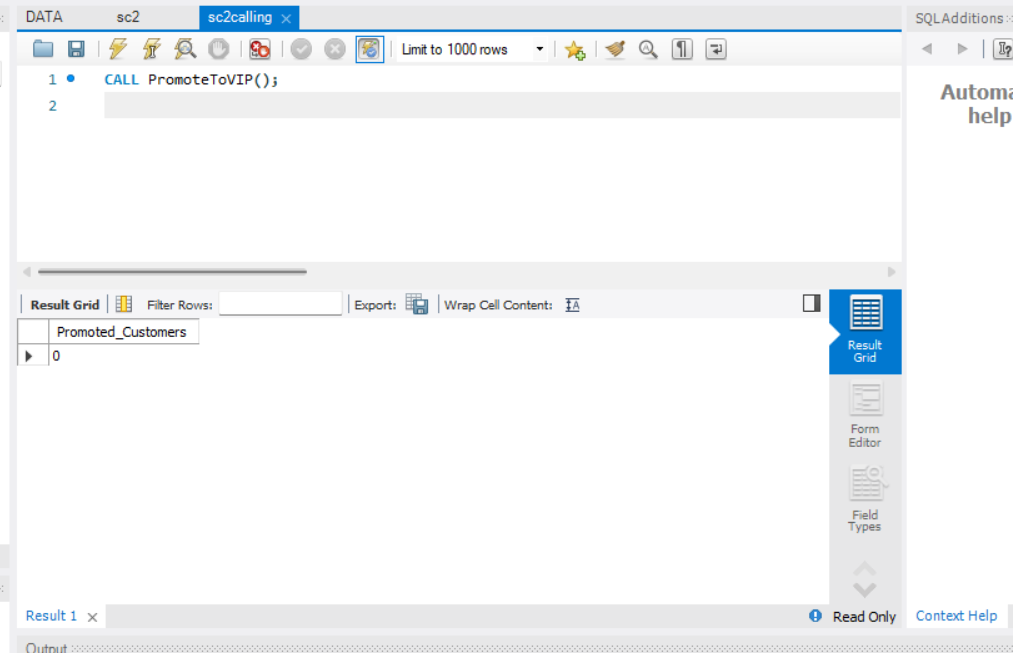 DATA sc2 sc2calling
SQLAdditions
Limit to 1000 rows
1 CALL PromoteToVIP();
2
Automa
help
Result Grid Filter Rows: Export: Wrap Cell Content:
Promoted_Customers
0
Result
Grid
Form
Editor
Field
Types
Result 1 Read Only Context Help
Output